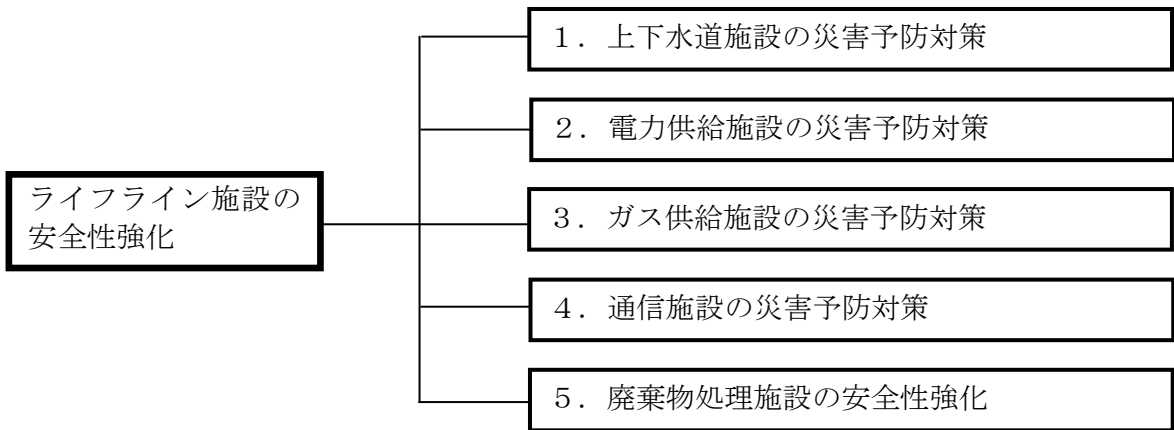 １．上下水道施設の災害予防対策
２．電力供給施設の災害予防対策
ライフライン施設の
安全性強化
３．ガス供給施設の災害予防対策
４．通信施設の災害予防対策
５．廃棄物処理施設の安全性強化